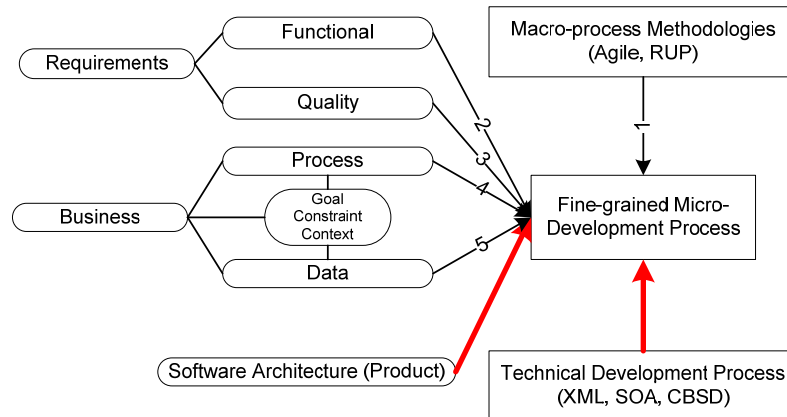 Functional
Requirements
Quality
Process
Goal
Constraint
Context
Business
Data
Software Architecture (Product)
2
3
4
5
Macro-process Methodologies
(Agile, RUP)
1
Fine-grained Micro-
Development Process
Technical Development Process
(XML, SOA, CBSD)